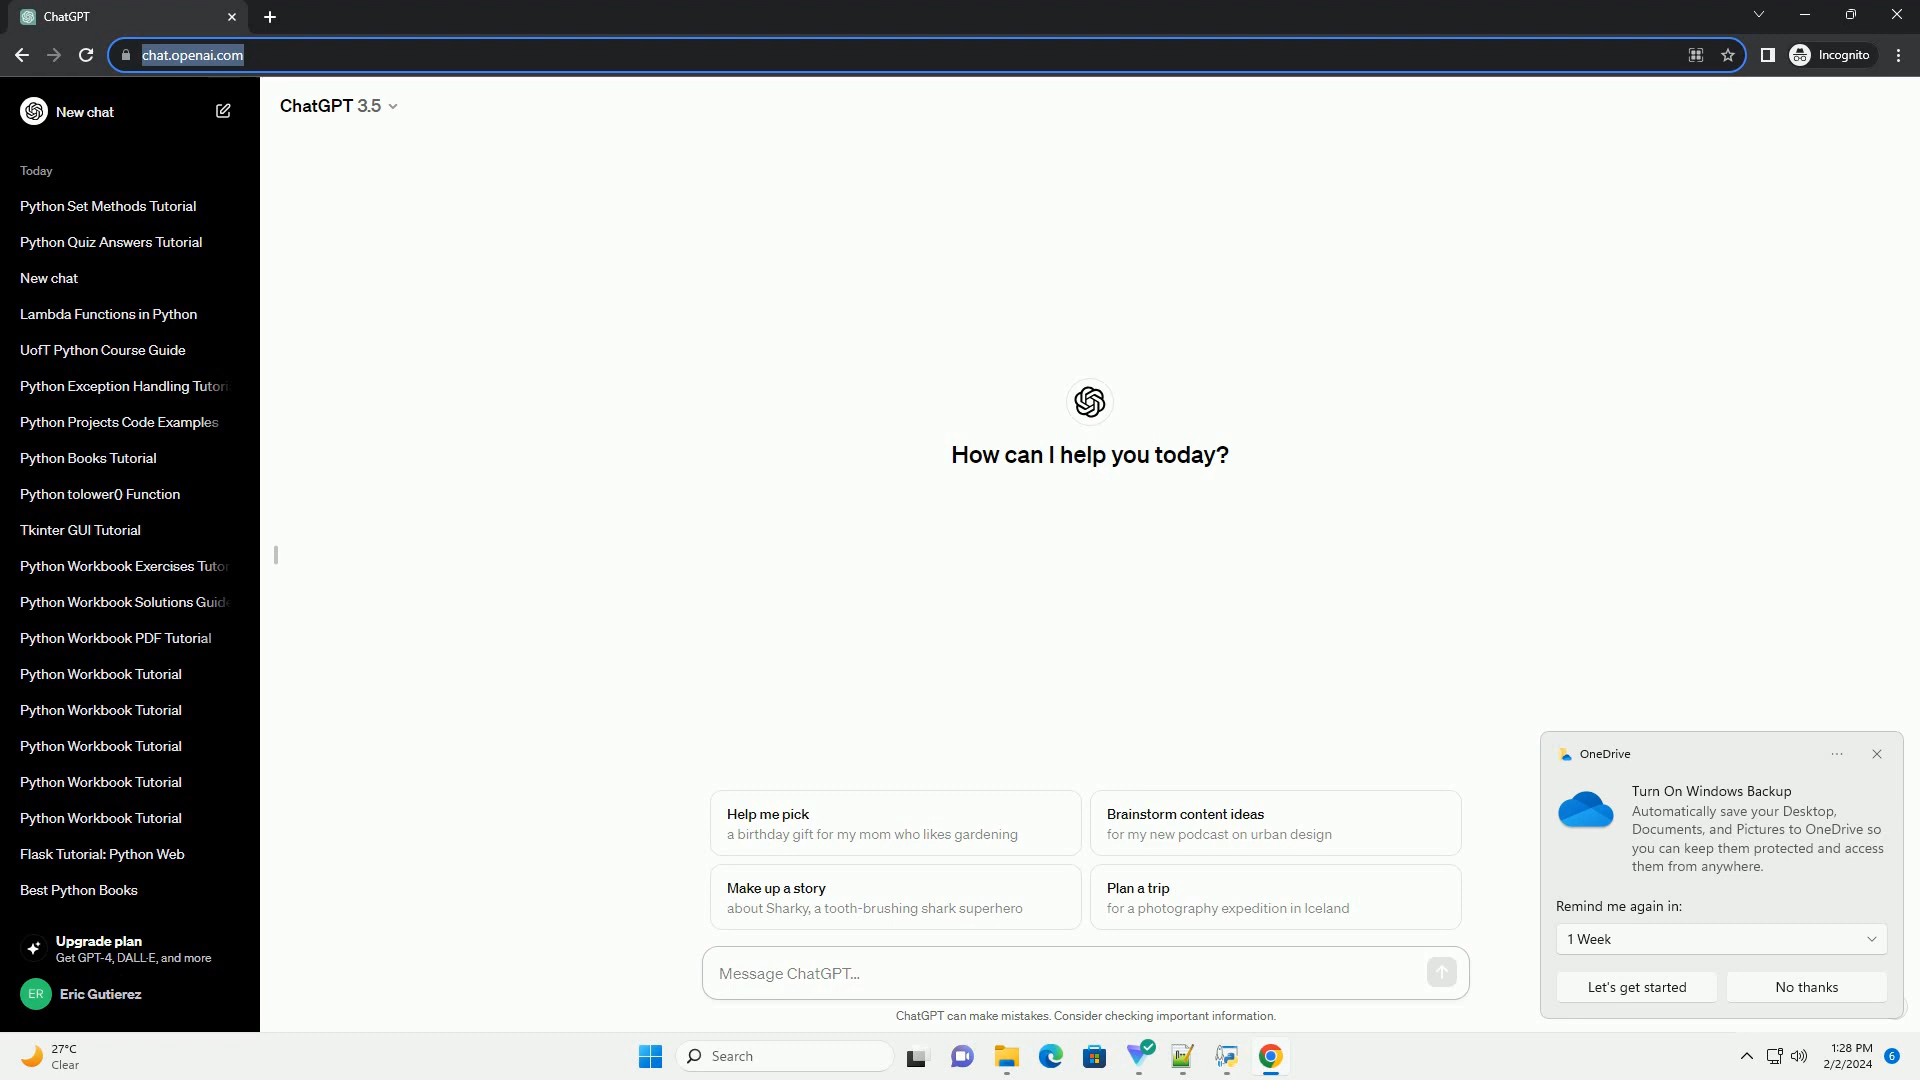 ChatGPT
chat.openai.com
Incognito
New chat
ChatGPT 3.5
Today
Python Set Methods Tutorial
Python Quiz Answers Tutorial
New chat
Lambda Functions in Python
UofT Python Course Guide
Python Exception Handling Tutori
Python Projects Code Examples
Python Books Tutorial
Python tolower() Function
Tkinter GUI Tutorial
Python Workbook Exercises Tutor
Python Workbook Solutions Guide
Python Workbook PDF Tutorial
Python Workbook Tutorial
Python Workbook Tutorial
Python Workbook Tutorial
Python Workbook Tutorial
Python Workbook Tutorial
Flask Tutorial: Python Web
Best Python Books
Upgrade plan
Get GPT-4, DALL·E, and more
ER
Eric Gutierez
How can I help you today?
Help me pick
a birthday gift for my mom who likes gardening
Brainstorm content ideas
for my new podcast on urban design
Make up a story
about Sharky, a tooth-brushing shark superhero
Plan a trip
for a photography expedition in Iceland
Message ChatGPT...
ChatGPT can make mistakes. Consider checking important information.
OneDrive
Turn On Windows Backup
Automatically save your Desktop,
Documents, and Pictures to OneDrive so
you can keep them protected and access
them from anywhere.
Remind me again in:
1 Week
Let's get started
No thanks
27°C
Clear
Search
1:28 PM
2/2/2024
6